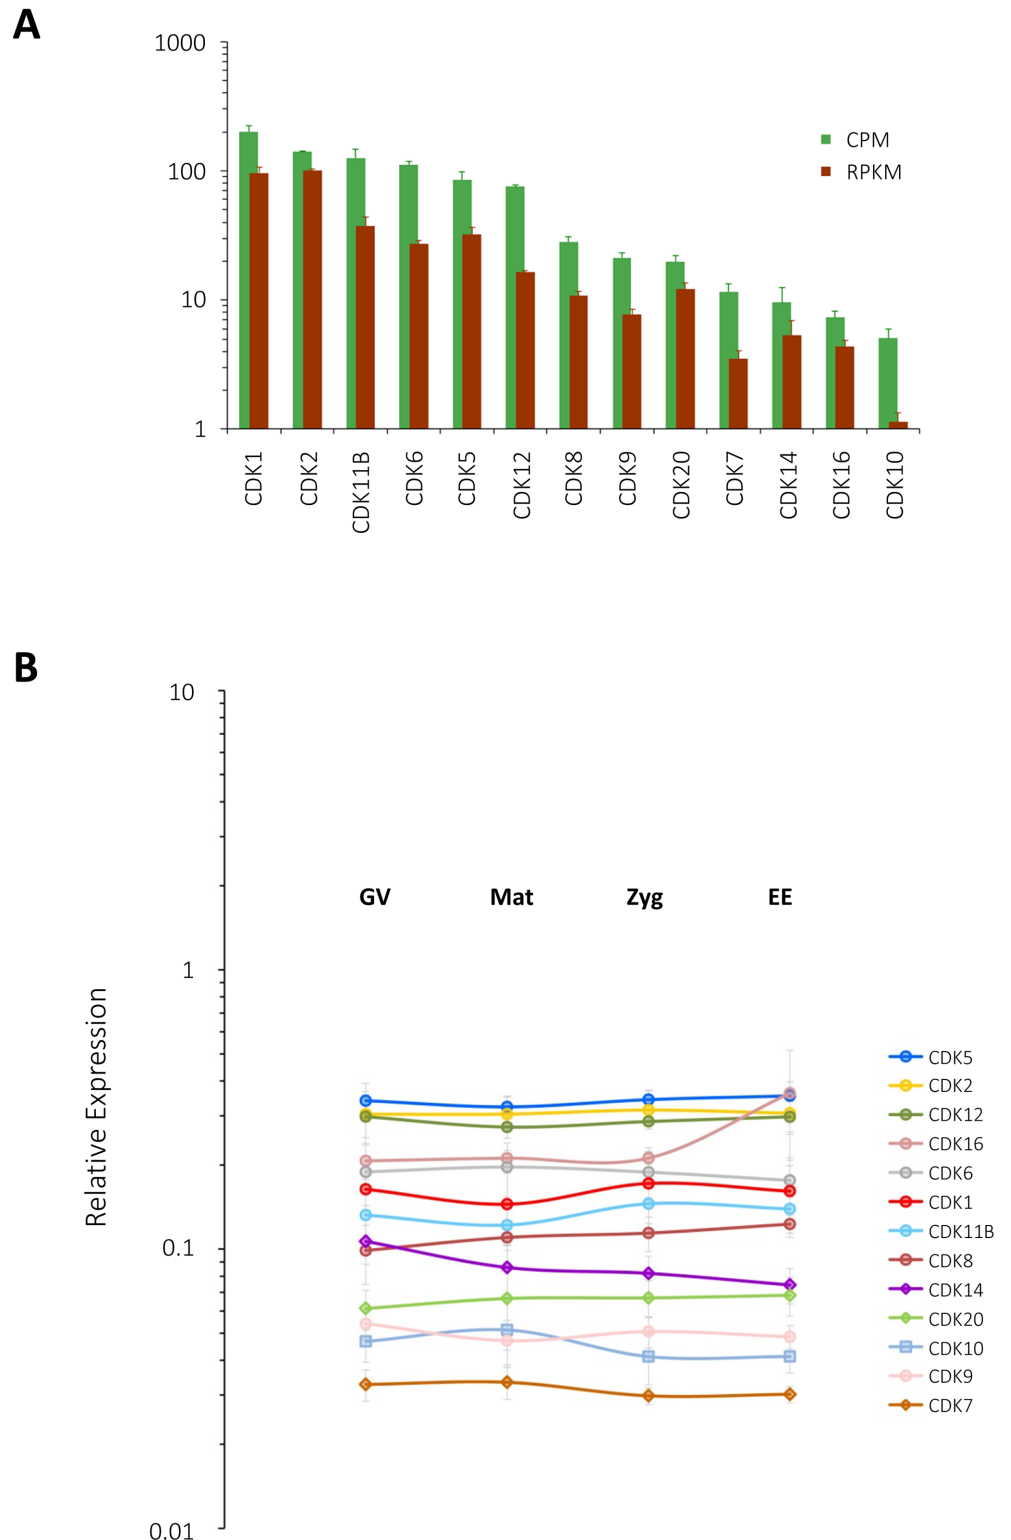 A
1000
100
10
1
CPM
RPKM
CDK1
CDK2
CDK11B
CDK6
CDK5
CDK12
CDK8
CDK9
CDK20
CDK7
CDK14
CDK16
CDK10
B
10
1
0.1
0.01
Relative Expression
GV Mat Zyg EE
CDK5
CDK2
CDK12
CDK16
CDK6
CDK1
CDK11B
CDK8
CDK14
CDK20
CDK10
CDK9
CDK7